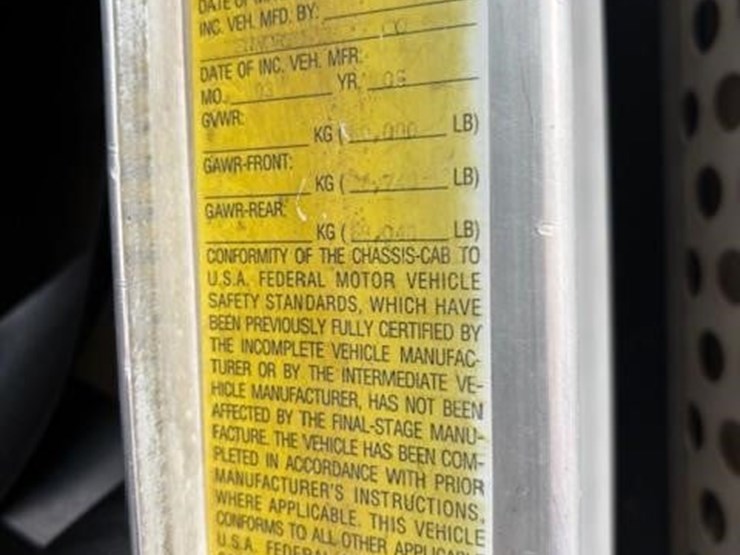 DATE OF
INC. VEH. MFD. BY:
DATE OF INC. VEH. MFR:
MO. 03 YR.
GVWR:
KG ( LB)
GAWR-FRONT:
KG ( LB)
GAWR-REAR:
KG ( LB)
CONFORMITY OF THE CHASSIS-CAB TO
U.S.A. FEDERAL MOTOR VEHICLE
SAFETY STANDARDS, WHICH HAVE
BEEN PREVIOUSLY FULLY CERTIFIED BY
THE INCOMPLETE VEHICLE MANUFAC-
TURER OR BY THE INTERMEDIATE VE-
HICLE MANUFACTURER, HAS NOT BEEN
AFFECTED BY THE FINAL-STAGE MANU-
FACTURE. THE VEHICLE HAS BEEN COM-
PLETED IN ACCORDANCE WITH PRIOR
MANUFACTURER'S INSTRUCTIONS,
WHERE APPLICABLE. THIS VEHICLE
CONFORMS TO ALL OTHER
U.S.A. FEDERAL